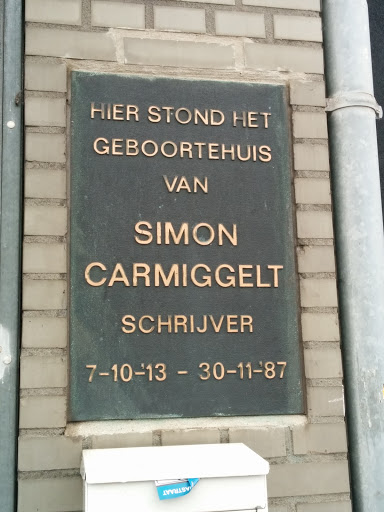 HIER STOND HET
GEBOORTEHUIS
VAN
SIMON
CARMIGGELT
SCHRIJVER
7-10-'13 - 30-11-'87